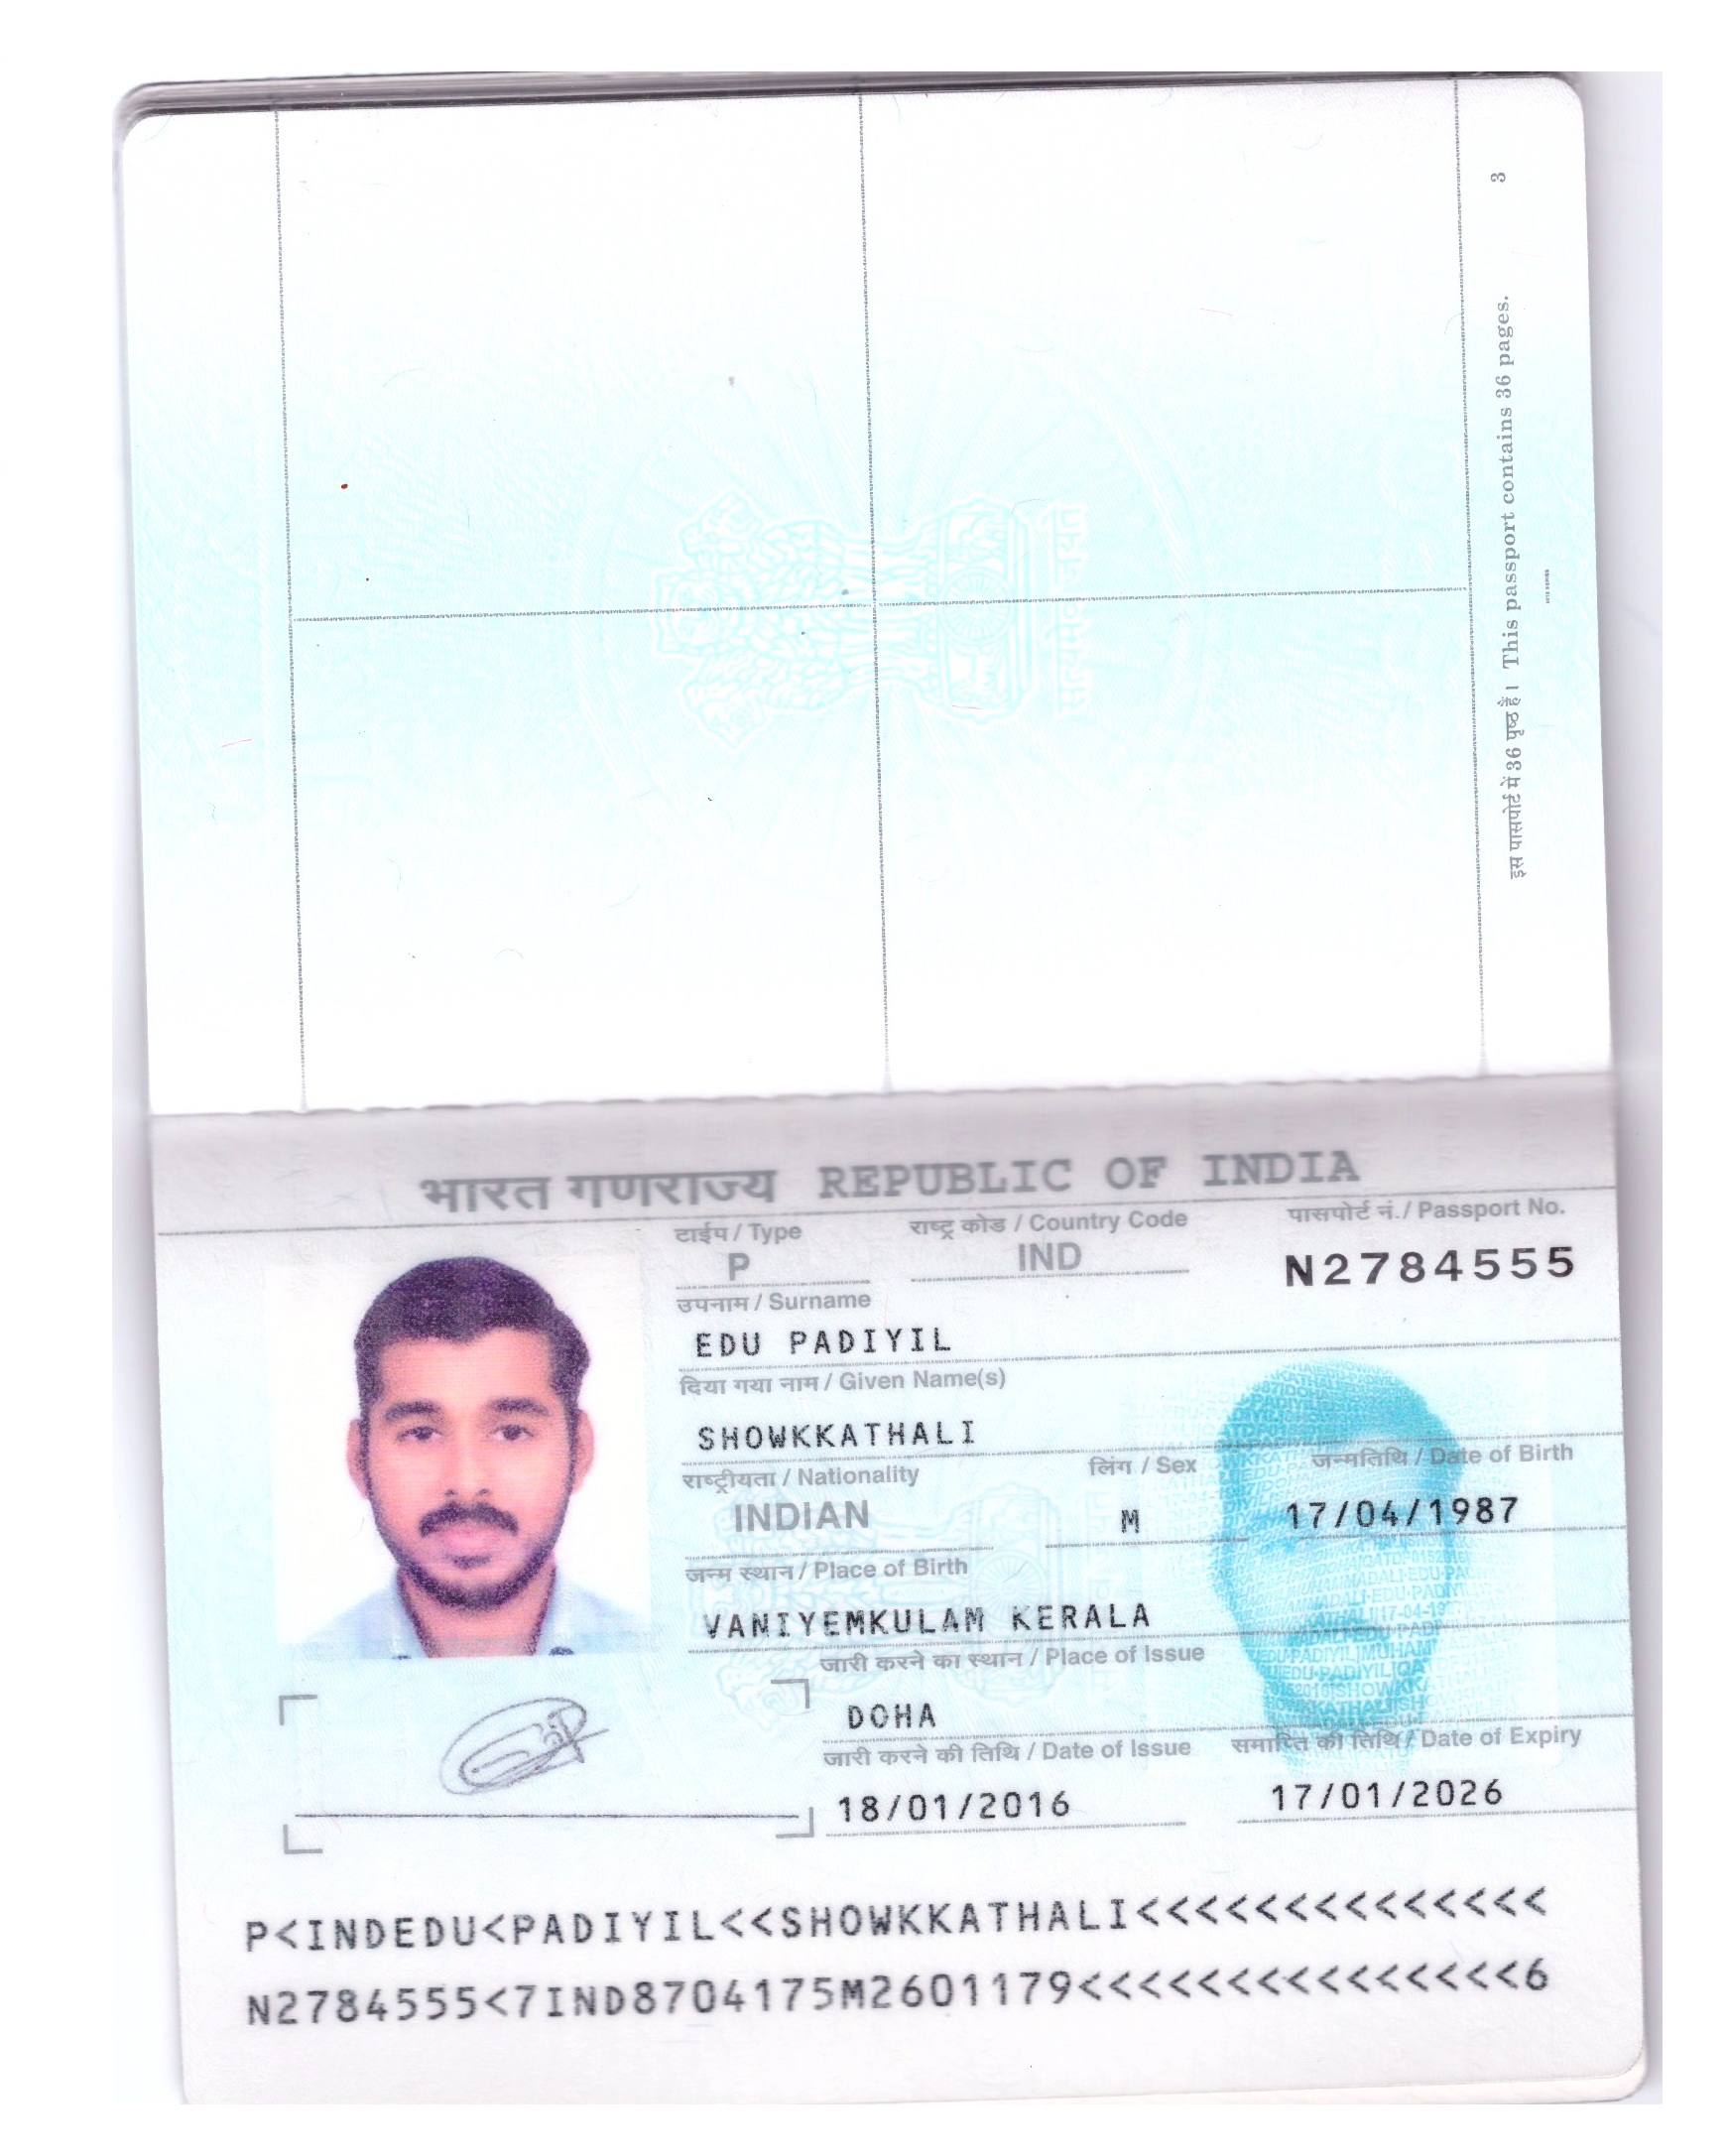 3
इस पासपोर्ट में 36 पृष्ठ हैं। This passport contains 36 pages.
सत्यमेव जयते
भारत गणराज्य REPUBLIC OF INDIA
टाईप / Type राष्ट्र कोड / Country Code पासपोर्ट नं./ Passport No.
P IND N2784555
उपनाम / Surname
EDU PADIYIL
दिया गया नाम / Given Name(s)
SHOWKKATHALI
राष्ट्रीयता / Nationality लिंग / Sex जन्मतिथि / Date of Birth
INDIAN M 17/04/1987
जन्म स्थान / Place of Birth
VANIYEMKULAM KERALA
जारी करने का स्थान / Place of Issue
DOHA
जारी करने की तिथि / Date of Issue समाप्ति की तिथि / Date of Expiry
18/01/2016 17/01/2026
P<INDEDU<PADIYIL<<SHOWKKATHALI<<<<<<<<<<<<<<
N2784555<7IND8704175M2601179<<<<<<<<<<<<<<<6